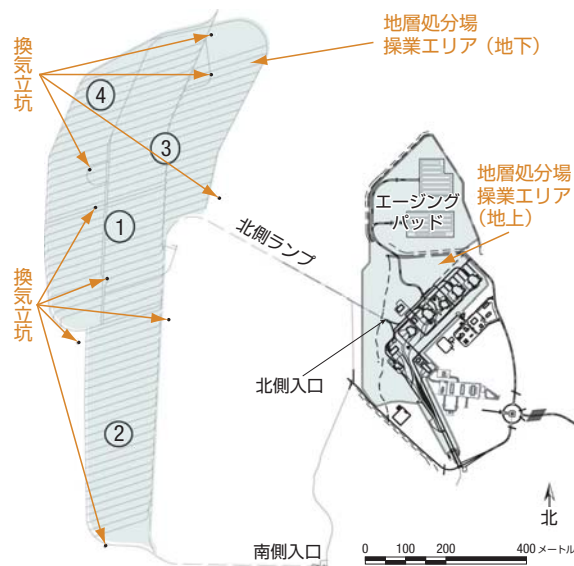 地層処分場
操業エリア（地下）
換気立坑
④
③
地層処分場
操業エリア
（地上）
エージング
パッド
①
北側ランプ
換気立坑
北側入口
②
北
南側入口
0 100 200 400 メートル